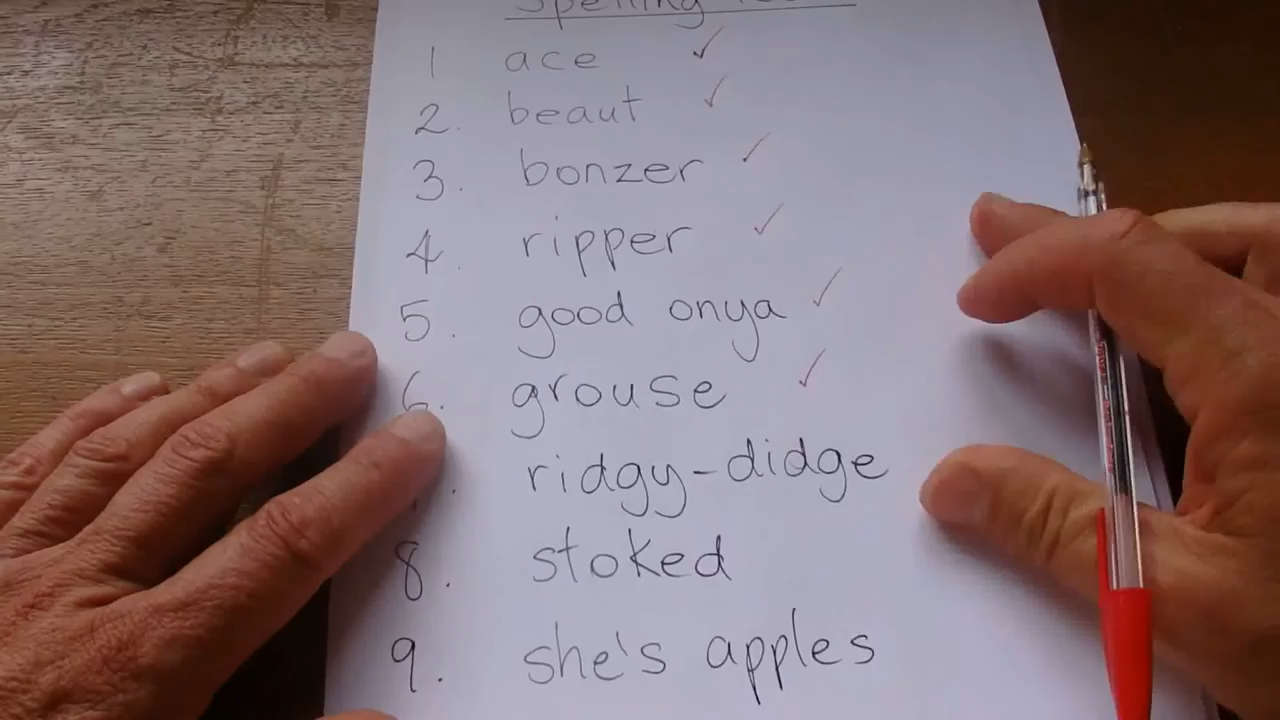 Spelling
1 ace ✓
2. beaut ✓
3. bonzer ✓
4. ripper ✓
5. good onya ✓
6. grouse ✓
. ridgy-didge
8. stoked
9. she's apples